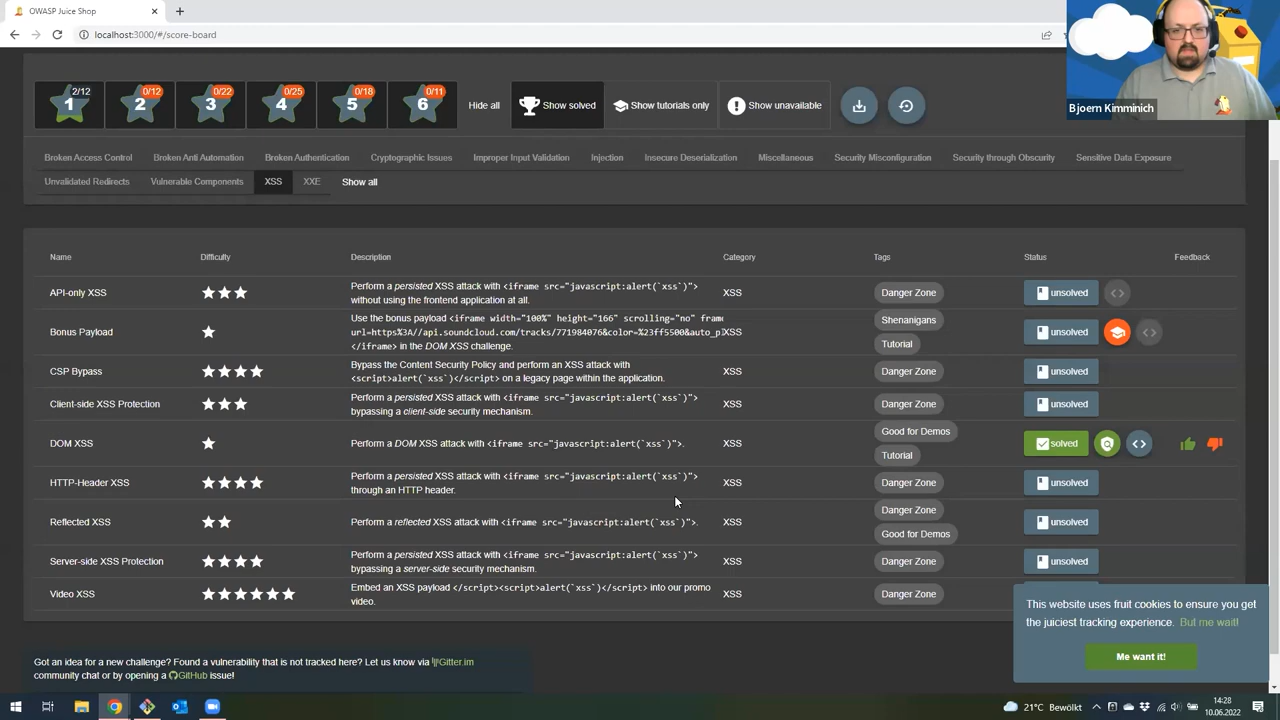 OWASP Juice Shop
localhost:3000/#/score-board
Bjoern Kimminich
1 2/12 2 0/12 3 0/22 4 0/25 5 0/18 6 0/11 Hide all Show solved Show tutorials only Show unavailable
Broken Access Control Broken Anti Automation Broken Authentication Cryptographic Issues Improper Input Validation Injection Insecure Deserialization Miscellaneous Security Misconfiguration Security through Obscurity Sensitive Data Exposure
Unvalidated Redirects Vulnerable Components XSS XXE Show all
Name Difficulty Description Category Tags Status Feedback
API-only XSS Perform a persisted XSS attack with <iframe src="javascript:alert(`xss`)">
without using the frontend application at all. XSS Danger Zone unsolved
Bonus Payload Use the bonus payload <iframe width="100%" height="166" scrolling="no" frame
url=https%3A//api.soundcloud.com/tracks/771984076&color=%23ff5500&auto_p
</iframe> in the DOM XSS challenge. XSS Shenanigans
Tutorial unsolved
CSP Bypass Bypass the Content Security Policy and perform an XSS attack with
<script>alert(`xss`)</script> on a legacy page within the application. XSS Danger Zone unsolved
Client-side XSS Protection Perform a persisted XSS attack with <iframe src="javascript:alert(`xss`)">
bypassing a client-side security mechanism. XSS Danger Zone unsolved
DOM XSS Perform a DOM XSS attack with <iframe src="javascript:alert(`xss`)">. XSS Good for Demos
Tutorial solved
HTTP-Header XSS Perform a persisted XSS attack with <iframe src="javascript:alert(`xss`)">
through an HTTP header. XSS Danger Zone unsolved
Reflected XSS Perform a reflected XSS attack with <iframe src="javascript:alert(`xss`)">. XSS Danger Zone
Good for Demos unsolved
Server-side XSS Protection Perform a persisted XSS attack with <iframe src="javascript:alert(`xss`)">
bypassing a server-side security mechanism. XSS Danger Zone unsolved
Video XSS Embed an XSS payload </script><script>alert(`xss`)</script> into our promo
video. XSS Danger Zone
This website uses fruit cookies to ensure you get
the juiciest tracking experience. But me wait!
Me want it!
Got an idea for a new challenge? Found a vulnerability that is not tracked here? Let us know via Gitter.im
community chat or by opening a GitHub issue!
21°C Bewölkt
14:28
10.06.2022